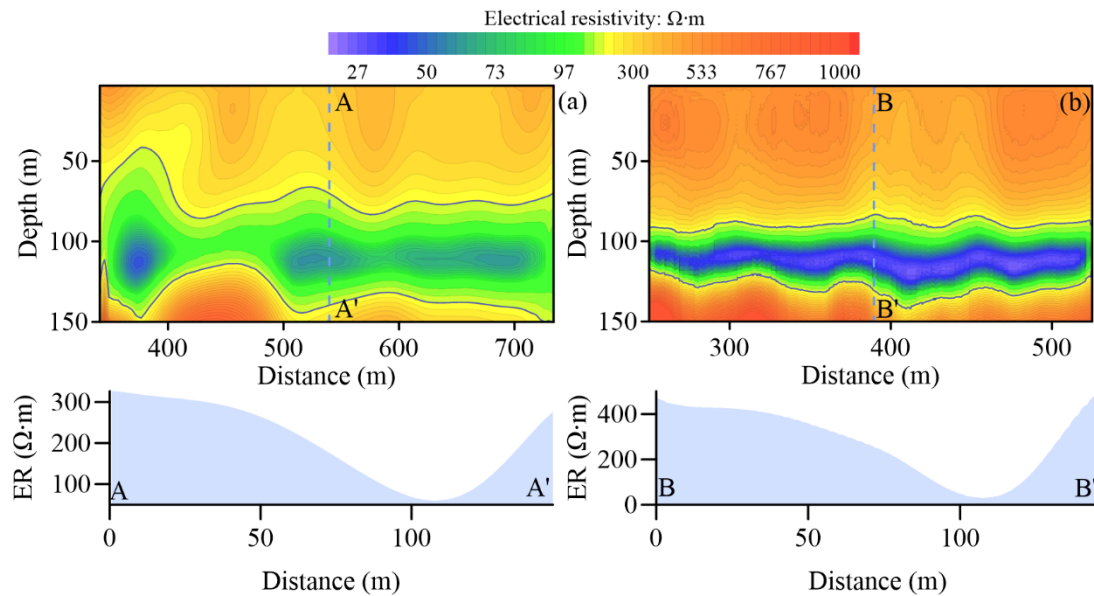 Electrical resistivity: Ω·m
27 50 73 97 300 533 767 1000
A (a)
Depth (m)
50
100
150
A'
400 500 600 700
Distance (m)
B (b)
Depth (m)
50
100
150
B'
300 400 500
Distance (m)
ER (Ω·m)
300
200
100
A A'
0 50 100
Distance (m)
ER (Ω·m)
400
200
0
B B'
0 50 100
Distance (m)